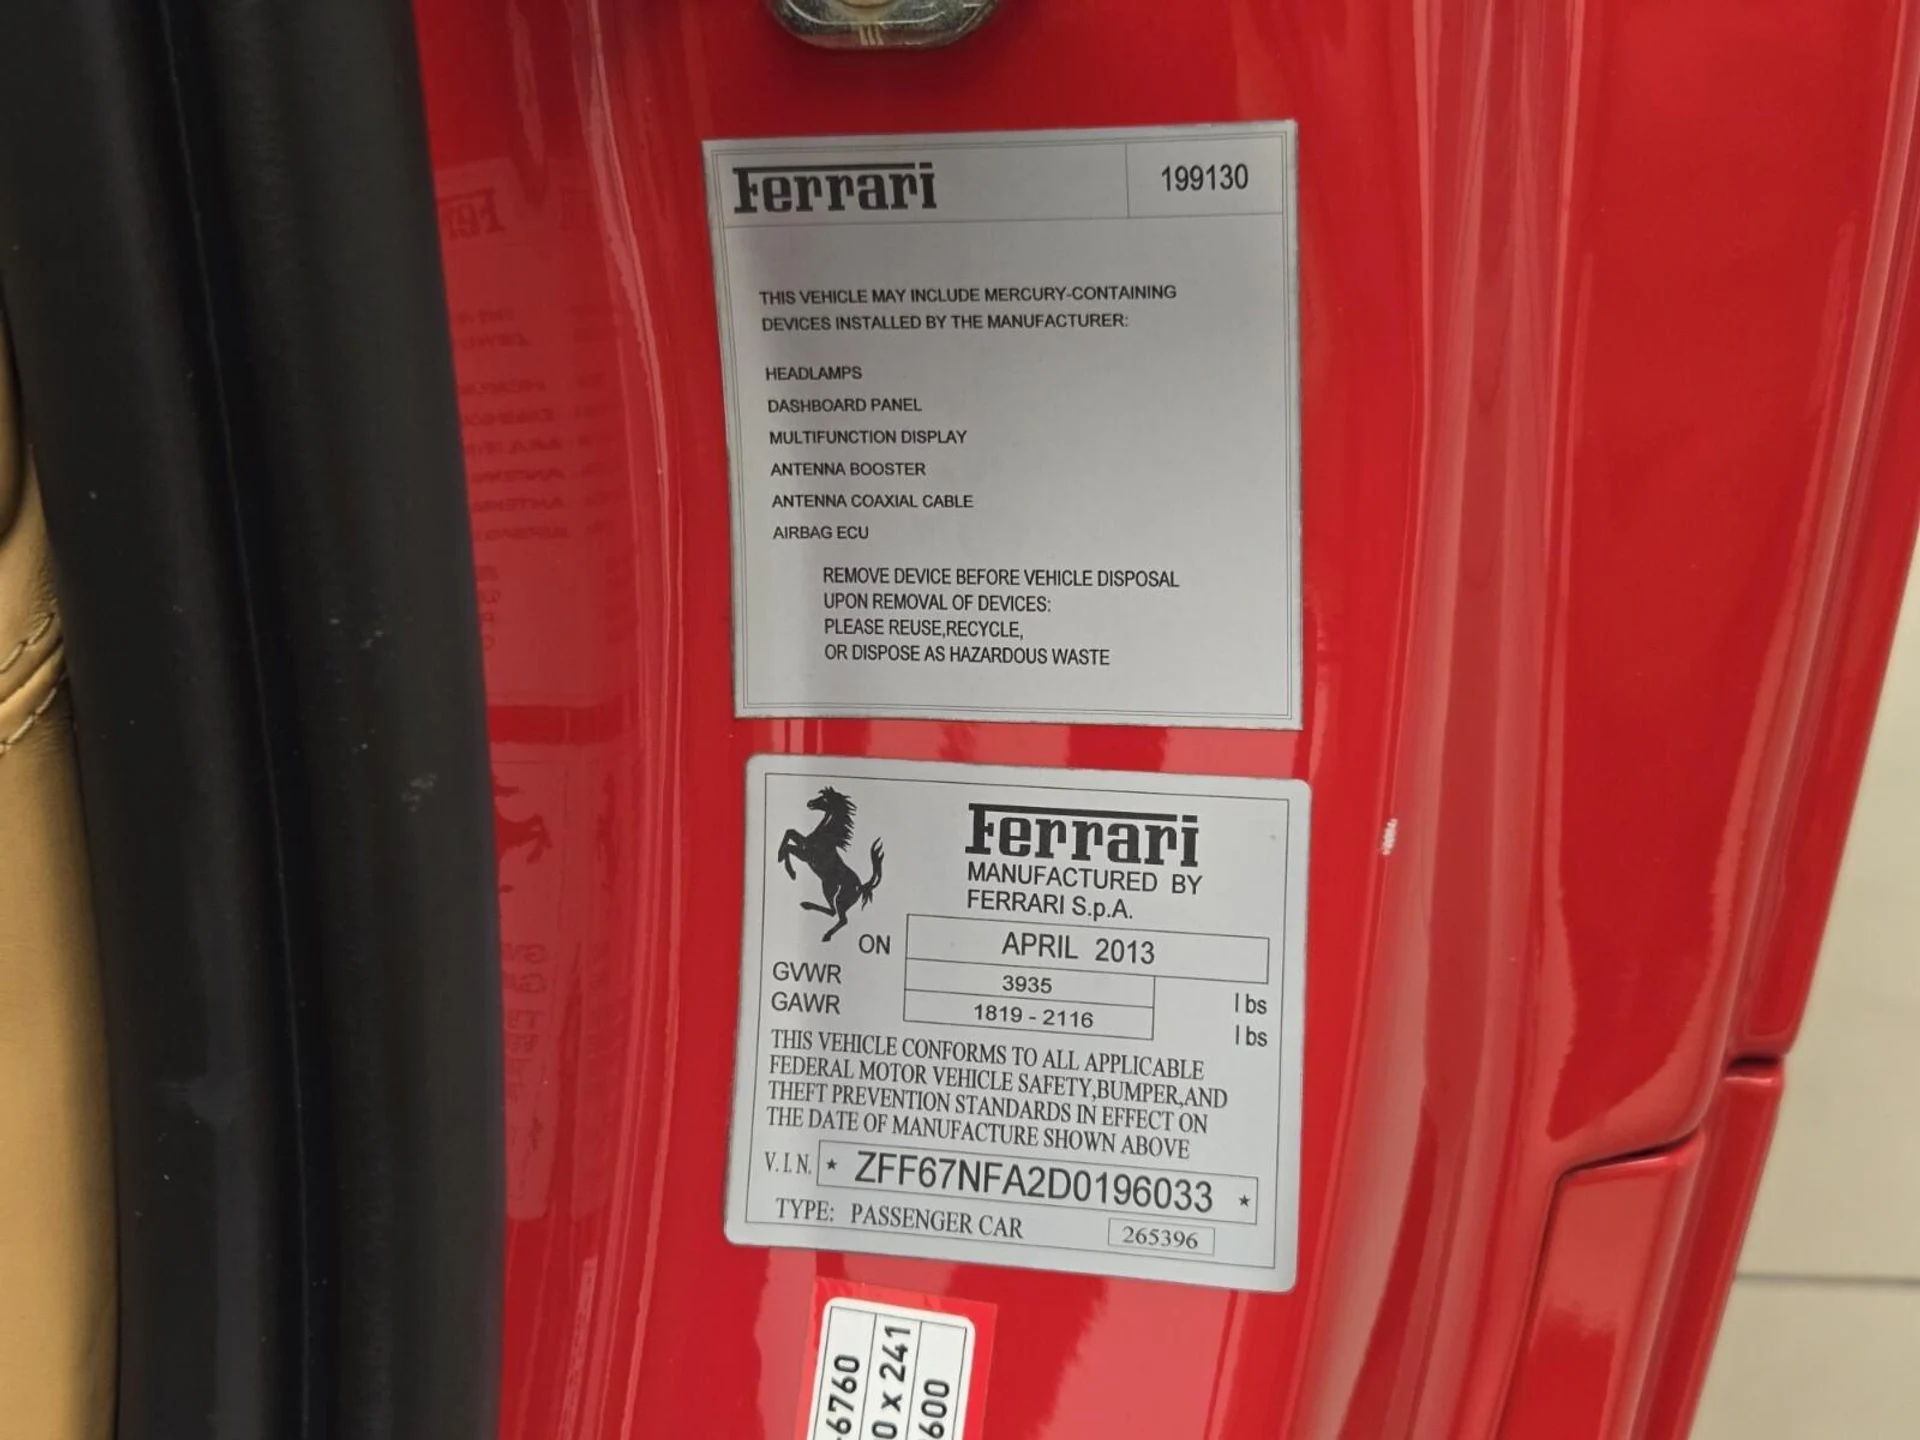 Ferrari 199130
THIS VEHICLE MAY INCLUDE MERCURY-CONTAINING
DEVICES INSTALLED BY THE MANUFACTURER:
HEADLAMPS
DASHBOARD PANEL
MULTIFUNCTION DISPLAY
ANTENNA BOOSTER
ANTENNA COAXIAL CABLE
AIRBAG ECU
REMOVE DEVICE BEFORE VEHICLE DISPOSAL
UPON REMOVAL OF DEVICES:
PLEASE REUSE,RECYCLE,
OR DISPOSE AS HAZARDOUS WASTE
Ferrari
MANUFACTURED BY
FERRARI S.p.A.
ON APRIL 2013
GVWR 3935 lbs
GAWR 1819 - 2116 lbs
THIS VEHICLE CONFORMS TO ALL APPLICABLE
FEDERAL MOTOR VEHICLE SAFETY,BUMPER,AND
THEFT PREVENTION STANDARDS IN EFFECT ON
THE DATE OF MANUFACTURE SHOWN ABOVE
V.I.N. * ZFF67NFA2D0196033 *
TYPE: PASSENGER CAR 265396
-6760
0 x 241
600